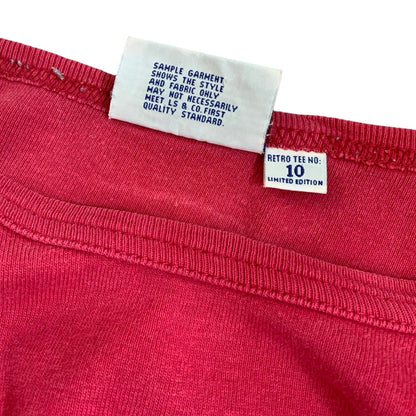 SAMPLE GARMENT
SHOWS THE STYLE
AND FABRIC ONLY
MAY NOT NECESSARILY
MEET LS & CO. FIRST
QUALITY STANDARD.
RETRO TEE NO:
10
LIMITED EDITION